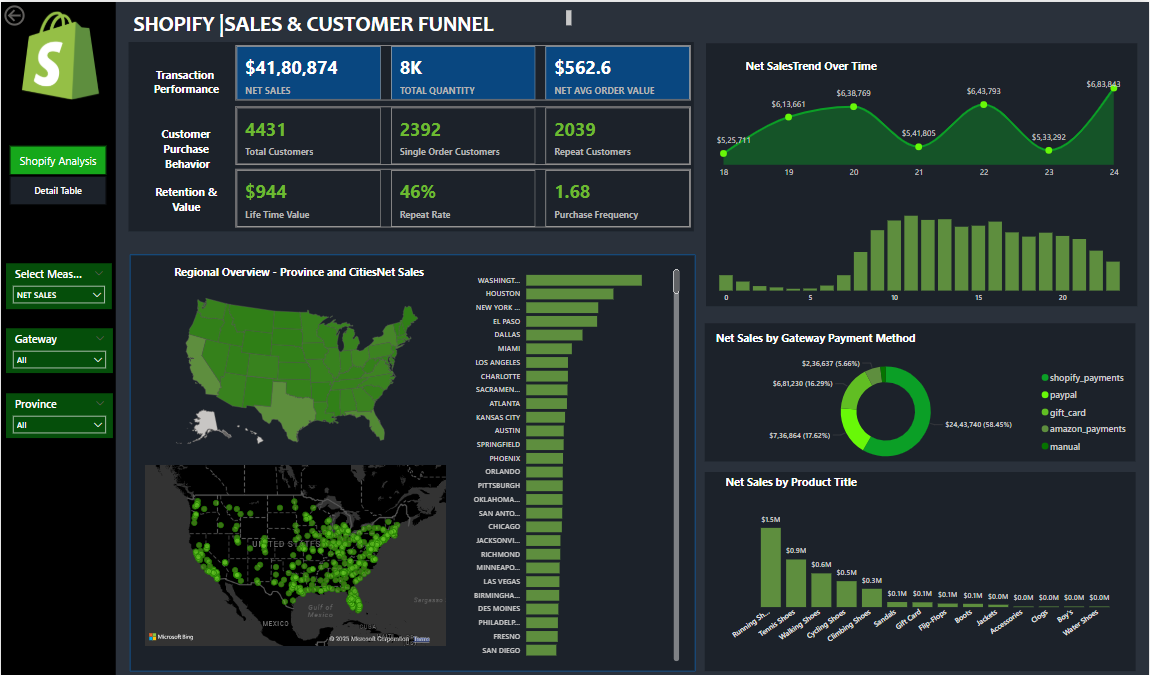 SHOPIFY |SALES & CUSTOMER FUNNEL
Shopify Analysis
Detail Table
Select Meas...
NET SALES
Gateway
All
Province
All
Transaction
Performance
$41,80,874
NET SALES
8K
TOTAL QUANTITY
$562.6
NET AVG ORDER VALUE
Customer
Purchase
Behavior
4431
Total Customers
2392
Single Order Customers
2039
Repeat Customers
Retention &
Value
$944
Life Time Value
46%
Repeat Rate
1.68
Purchase Frequency
Regional Overview - Province and CitiesNet Sales
UNITED STATES
Gulf of
Mexico
MEXICO
Sargasso
Microsoft Bing
© 2025 Microsoft Corporation Terms
WASHINGT...
HOUSTON
NEW YORK ...
EL PASO
DALLAS
MIAMI
LOS ANGELES
CHARLOTTE
SACRAMEN...
ATLANTA
KANSAS CITY
AUSTIN
SPRINGFIELD
PHOENIX
ORLANDO
PITTSBURGH
OKLAHOMA...
SAN ANTO...
CHICAGO
JACKSONVI...
RICHMOND
MINNEAPO...
LAS VEGAS
BIRMINGHA...
DES MOINES
PHILADELP...
FRESNO
SAN DIEGO
Net SalesTrend Over Time
$5,25,711
$6,13,661
$6,38,769
$5,41,805
$6,43,793
$5,33,292
$6,83,843
18 19 20 21 22 23 24
0 5 10 15 20
Net Sales by Gateway Payment Method
$2,36,637 (5.66%)
$6,81,230 (16.29%)
$7,36,864 (17.62%)
$24,43,740 (58.45%)
shopify_payments
paypal
gift_card
amazon_payments
manual
Net Sales by Product Title
$1.5M
$0.9M
$0.6M
$0.5M
$0.3M
$0.1M
$0.1M
$0.1M
$0.1M
$0.0M
$0.0M
$0.0M
$0.0M
$0.0M
Running Sh...
Tennis Shoes
Walking Shoes
Cycling Shoes
Climbing Shoes
Sandals
Gift Card
Flip-Flops
Boots
Jackets
Accessories
Clogs
Boy's
Water Shoes